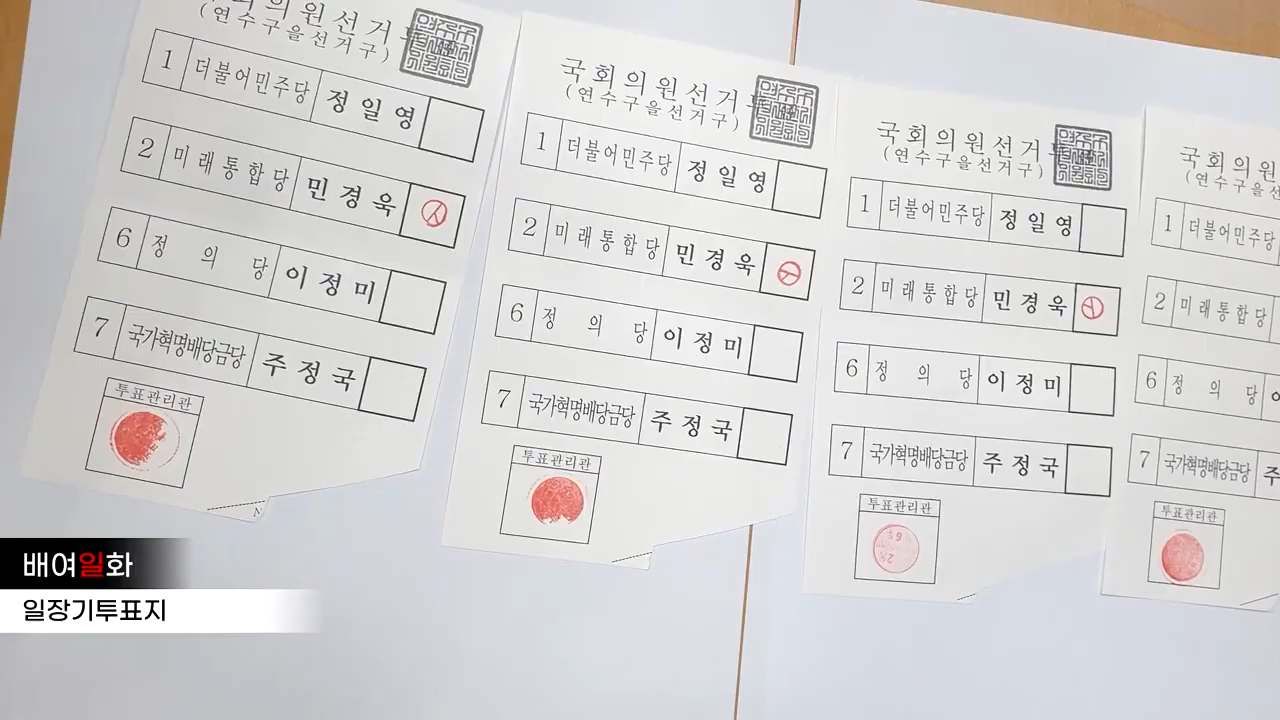 국회의원선거투
(연수구을선거구)
1 더불어민주당 정일영
2 미래통합당 민경욱
6 정의당 이정미
7 국가혁명배당금당 주정국
투표관리관
국회의원선거투
(연수구을선거구)
1 더불어민주당 정일영
2 미래통합당 민경욱
6 정의당 이정미
7 국가혁명배당금당 주정국
투표관리관
국회의원선거투
(연수구을선거구)
1 더불어민주당 정일영
2 미래통합당 민경욱
6 정의당 이정미
7 국가혁명배당금당 주정국
투표관리관
국회의원
(연수구을선
1 더불어민주당
2 미래통합당
6 정의당
7 국가혁명배당금당 주
투표관리관
배여일화
일장기투표지